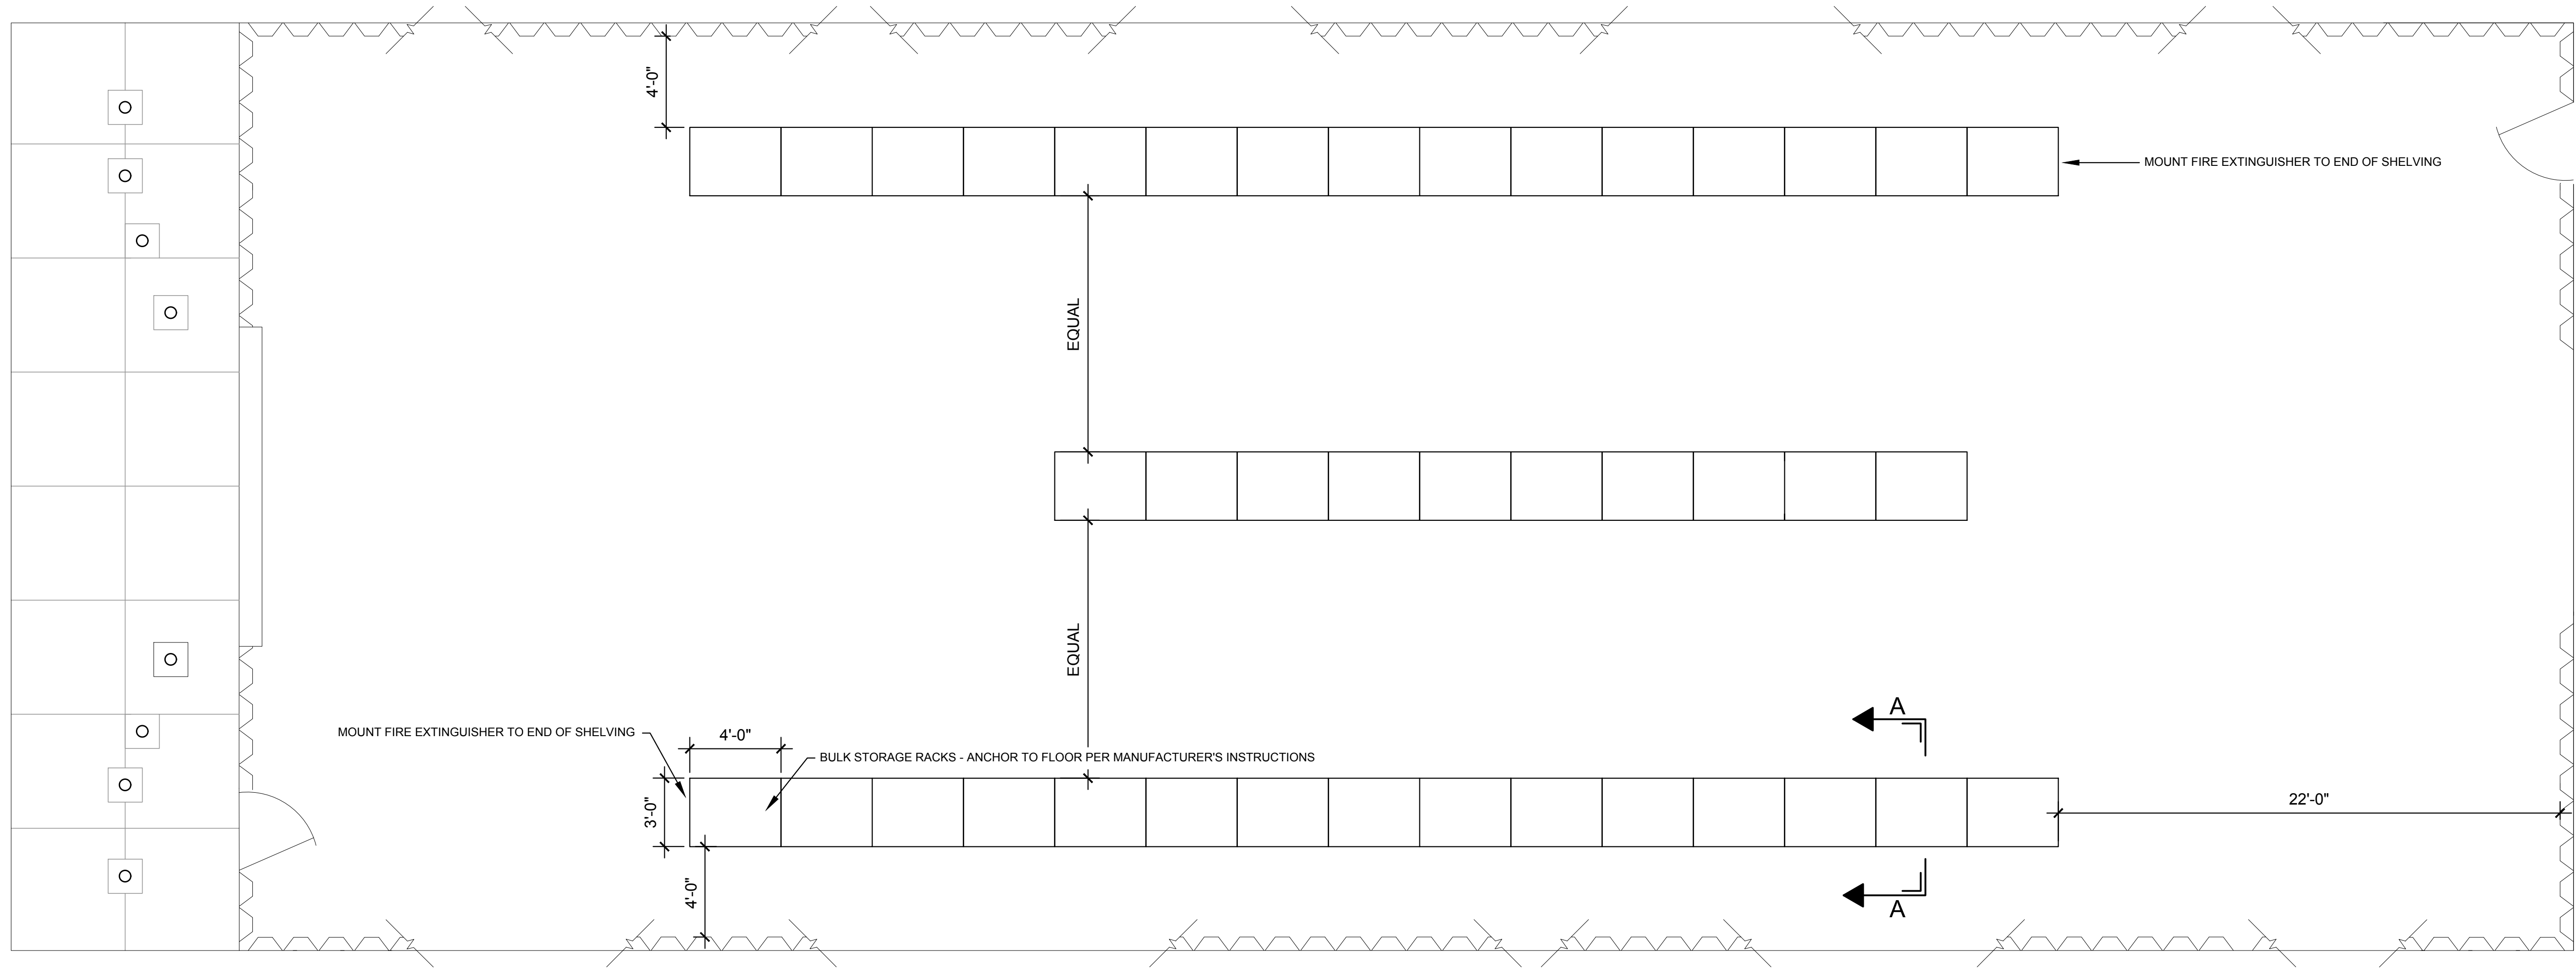 4'-0"
MOUNT FIRE EXTINGUISHER TO END OF SHELVING
EQUAL
EQUAL
A
MOUNT FIRE EXTINGUISHER TO END OF SHELVING
4'-0"
BULK STORAGE RACKS - ANCHOR TO FLOOR PER MANUFACTURER'S INSTRUCTIONS
3'-0"
22'-0"
4'-0"
A